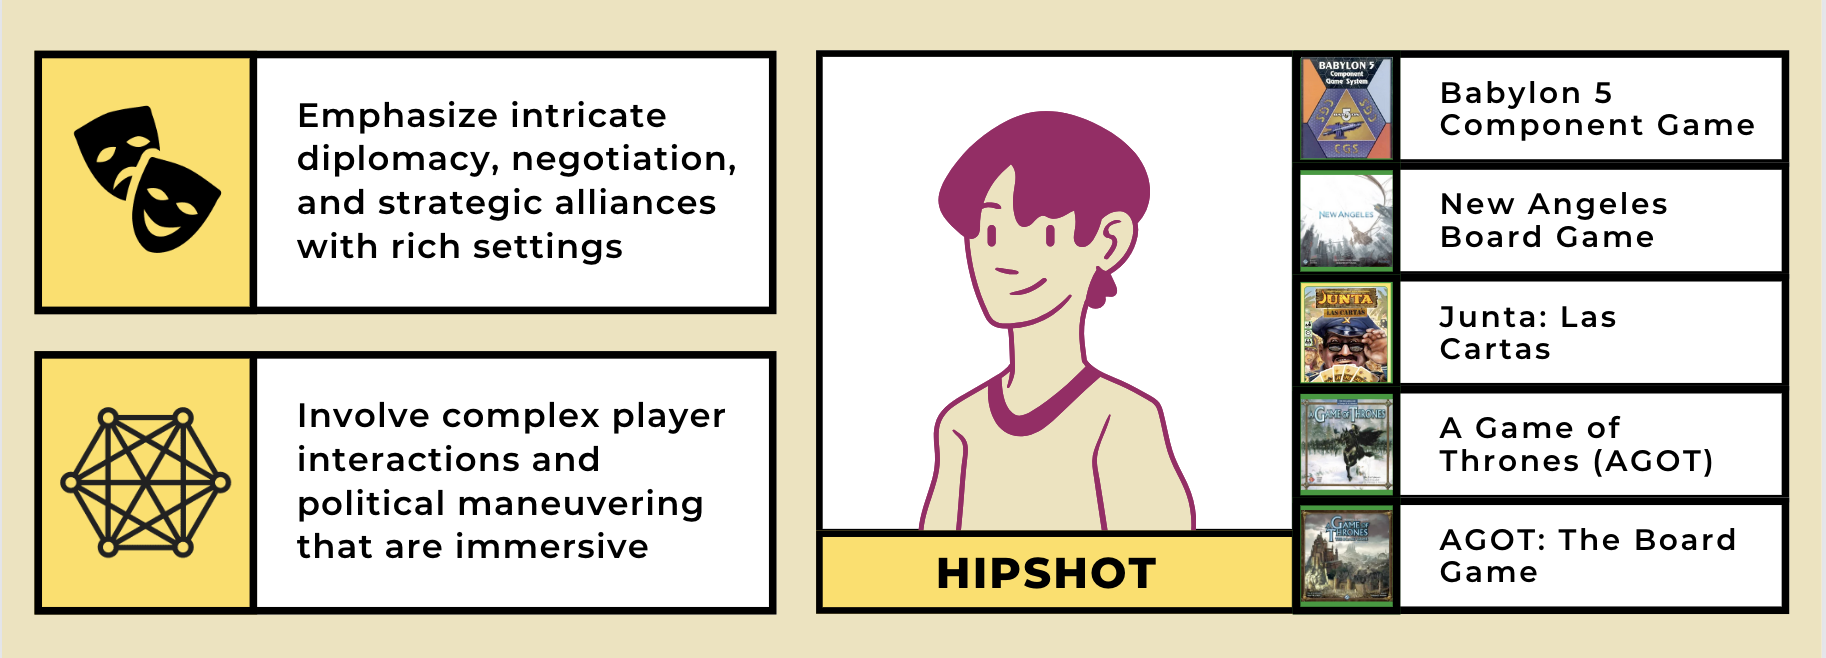 Emphasize intricate
diplomacy, negotiation,
and strategic alliances
with rich settings
Involve complex player
interactions and
political maneuvering
that are immersive
HIPSHOT
BABYLON 5
Component
Game System
5
CGS
Babylon 5
Component Game
NEW ANGELES
New Angeles
Board Game
JUNTA
LAS CARTAS
Junta: Las
Cartas
A GAME OF THRONES
A Game of
Thrones (AGOT)
A GAME OF
THRONES
AGOT: The Board
Game